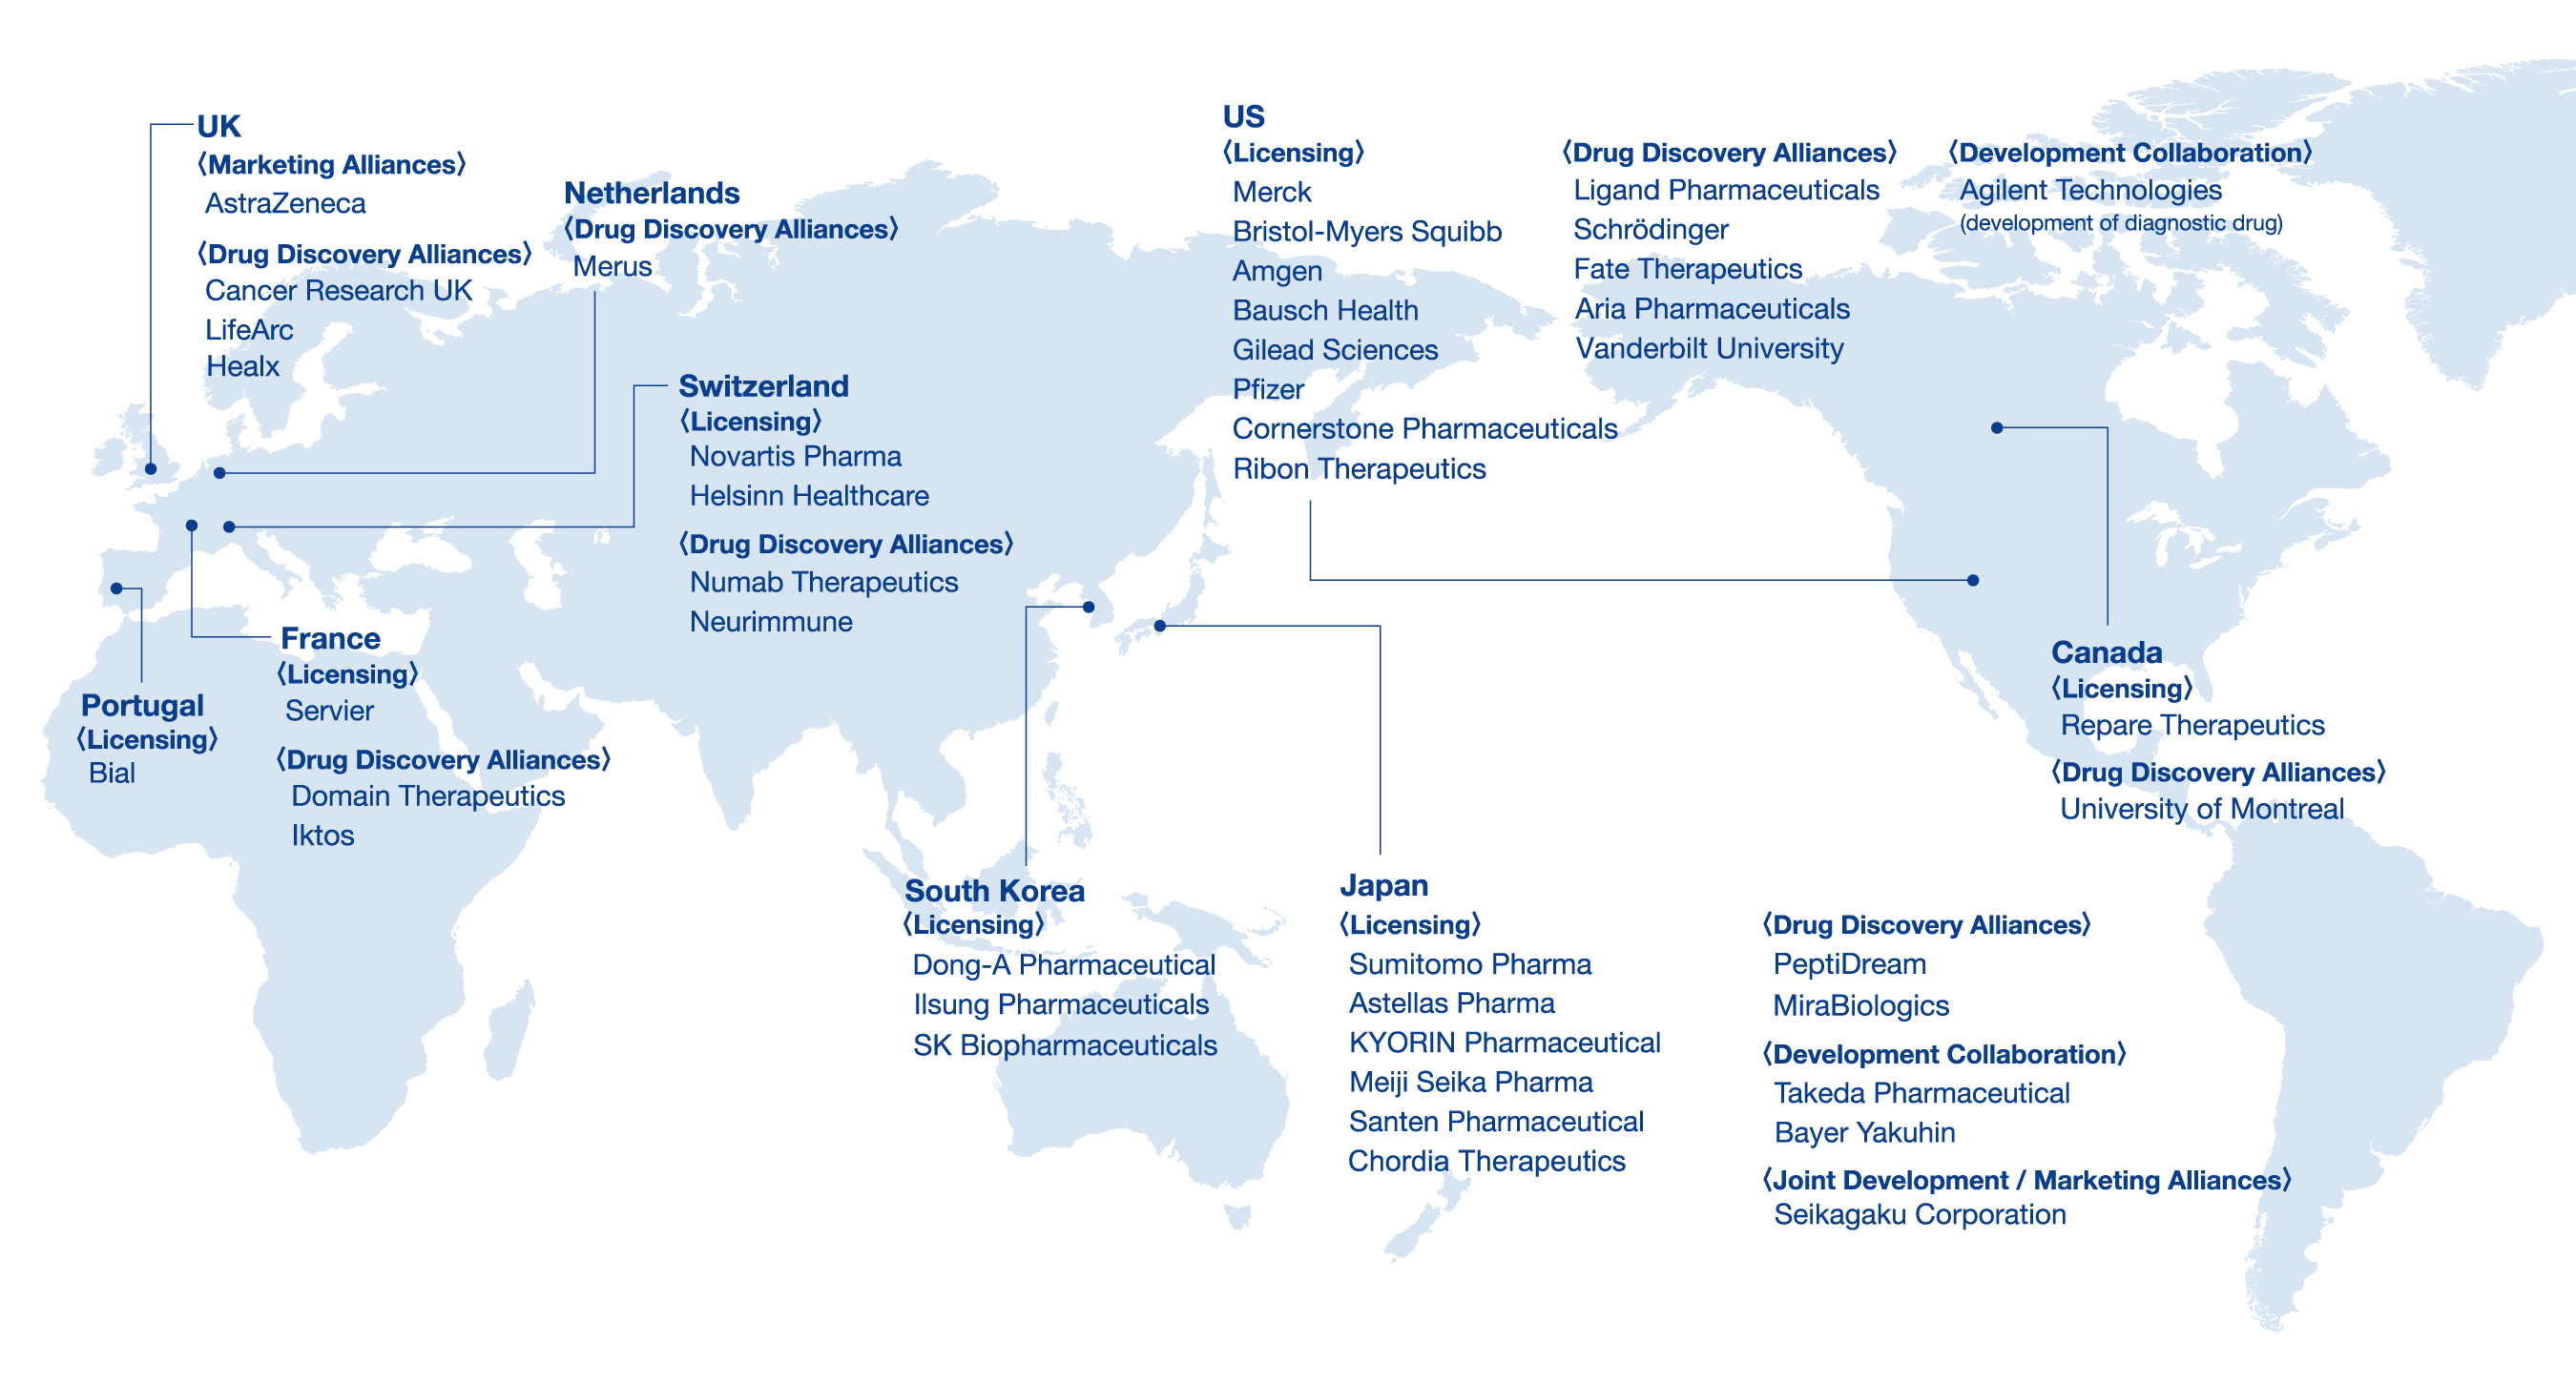 UK
〈Marketing Alliances〉
AstraZeneca
〈Drug Discovery Alliances〉
Cancer Research UK
LifeArc
Healx
Netherlands
〈Drug Discovery Alliances〉
Merus
Switzerland
〈Licensing〉
Novartis Pharma
Helsinn Healthcare
〈Drug Discovery Alliances〉
Numab Therapeutics
Neurimmune
France
〈Licensing〉
Servier
〈Drug Discovery Alliances〉
Domain Therapeutics
Iktos
Portugal
〈Licensing〉
Bial
US
〈Licensing〉
Merck
Bristol-Myers Squibb
Amgen
Bausch Health
Gilead Sciences
Pfizer
Cornerstone Pharmaceuticals
Ribon Therapeutics
〈Drug Discovery Alliances〉
Ligand Pharmaceuticals
Schrödinger
Fate Therapeutics
Aria Pharmaceuticals
Vanderbilt University
〈Development Collaboration〉
Agilent Technologies
(development of diagnostic drug)
Canada
〈Licensing〉
Repare Therapeutics
〈Drug Discovery Alliances〉
University of Montreal
South Korea
〈Licensing〉
Dong-A Pharmaceutical
Ilsung Pharmaceuticals
SK Biopharmaceuticals
Japan
〈Licensing〉
Sumitomo Pharma
Astellas Pharma
KYORIN Pharmaceutical
Meiji Seika Pharma
Santen Pharmaceutical
Chordia Therapeutics
〈Drug Discovery Alliances〉
PeptiDream
MiraBiologics
〈Development Collaboration〉
Takeda Pharmaceutical
Bayer Yakuhin
〈Joint Development / Marketing Alliances〉
Seikagaku Corporation